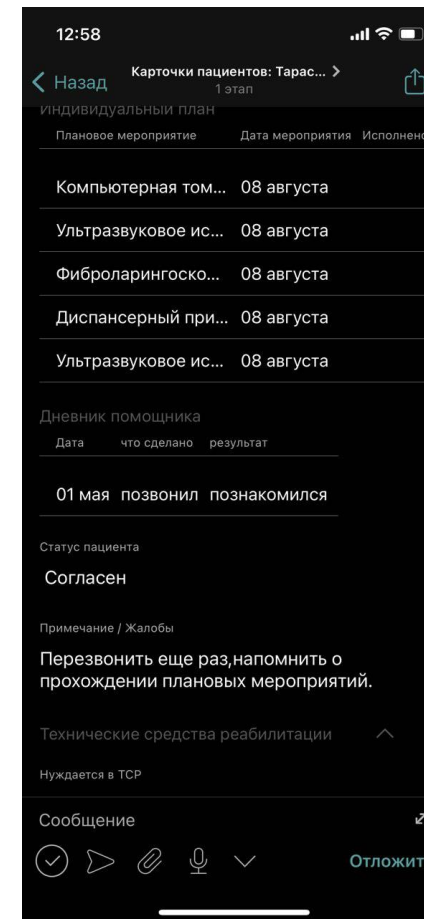 12:58
Назад
Карточки пациентов: Тарас...
1 этап
Индивидуальный план
Плановое мероприятие Дата мероприятия Исполнено
Компьютерная том... 08 августа
Ультразвуковое ис... 08 августа
Фиброларингоско... 08 августа
Диспансерный при... 08 августа
Ультразвуковое ис... 08 августа
Дневник помощника
Дата что сделано результат
01 мая позвонил познакомился
Статус пациента
Согласен
Примечание / Жалобы
Перезвонить еще раз,напомнить о
прохождении плановых мероприятий.
Технические средства реабилитации
Нуждается в ТСР
Сообщение
Отложит